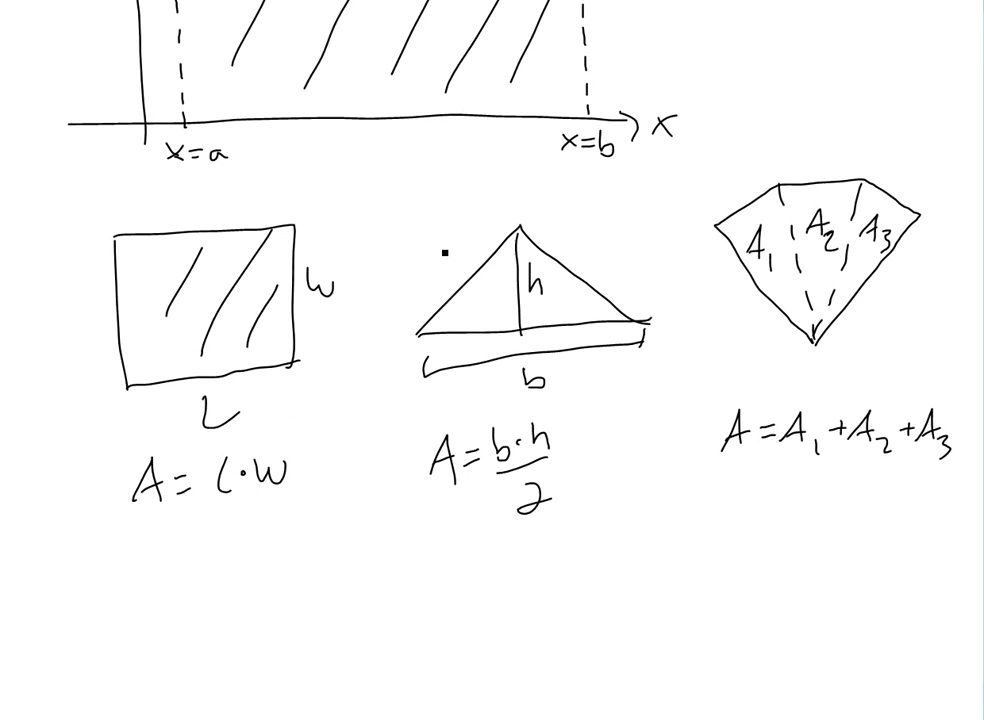 x
x=a
x=b
w
L
A = l·w
h
b
A = b·h/2
A₁ A₂ A₃
A = A₁ + A₂ + A₃